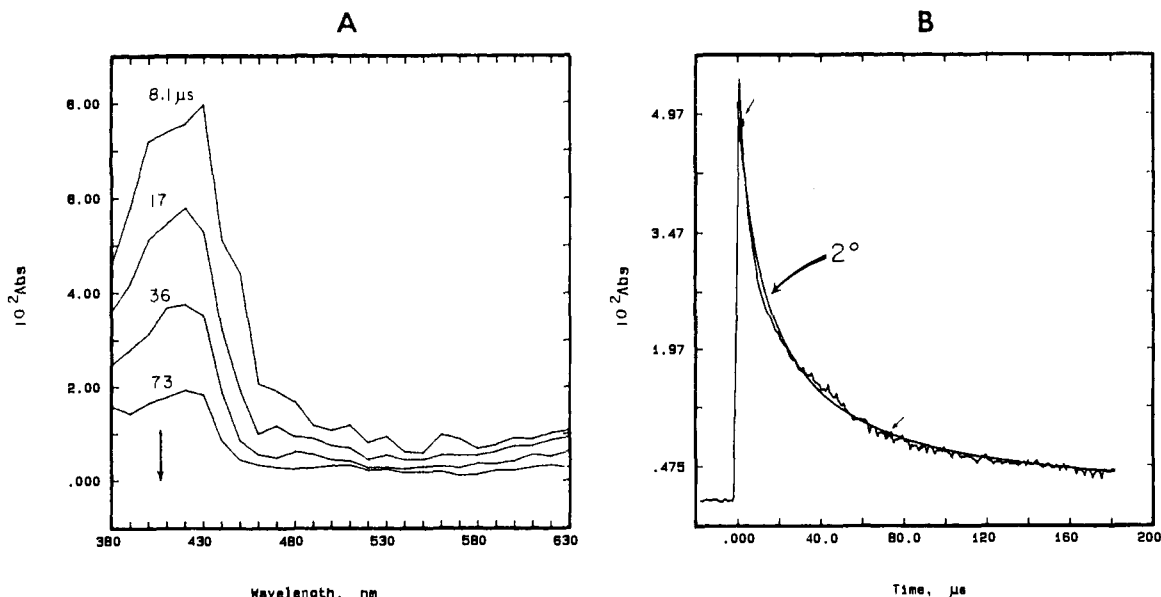 A
10²Abs
8.00
6.00
4.00
2.00
.000
8.1 μs
17
36
73
380 430 480 530 580 630
Wavelength, nm
B
10²Abs
4.97
3.47
1.97
.475
2°
.000 40.0 80.0 120 160 200
Time, μs